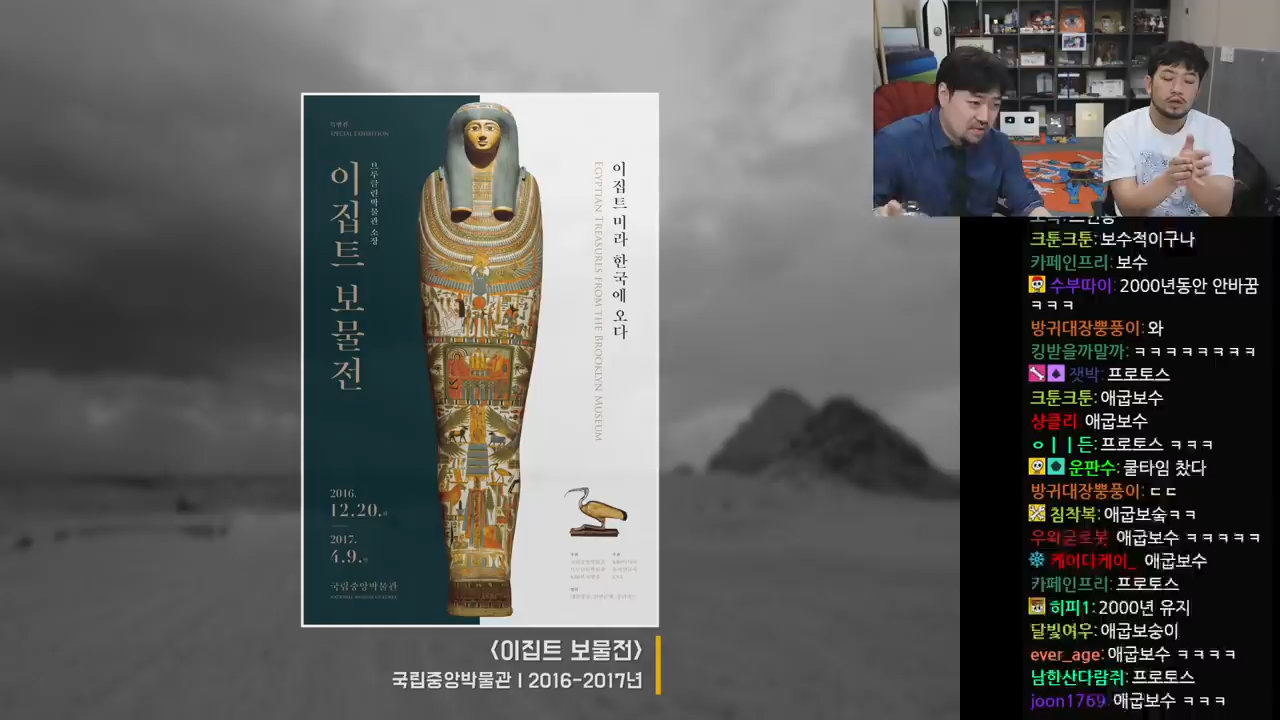 특별전
SPECIAL EXHIBITION
이집트 보물전
브루클린박물관 소장
이집트 미라 한국에 오다
EGYPTIAN TREASURES FROM THE BROOKLYN MUSEUM
2016.
12.20.
2017.
4.9.
국립중앙박물관
NATIONAL MUSEUM OF KOREA
<이집트 보물전>
국립중앙박물관 | 2016-2017년
크툰크툰: 보수적이구나
카페인프리: 보수
수부따이: 2000년동안 안바꿈
ㅋㅋㅋ
방귀대장뿡풍이: 와
킹받을까말까: ㅋㅋㅋㅋㅋㅋㅋㅋ
잿박: 프로토스
크툰크툰: 애굽보수
샹클리: 애굽보수
ㅇ||든: 프로토스 ㅋㅋㅋ
운판수: 쿨타임 찼다
방귀대장뿡풍이: ㄷㄷ
침착복: 애굽보숰ㅋㅋ
애굽보수 ㅋㅋㅋㅋㅋ
케이디케이_ 애굽보수
카페인프리: 프로토스
히피1: 2000년 유지
달빛여우: 애굽보숭이
ever_age: 애굽보수 ㅋㅋㅋㅋ
남한산다람쥐: 프로토스
joon1769: 애굽보수 ㅋㅋㅋ